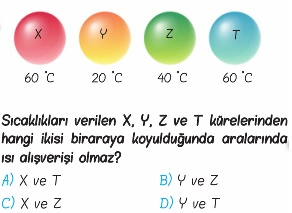 X Y Z T
60 °C 20 °C 40 °C 60 °C
Sıcaklıkları verilen X, Y, Z ve T kürelerinden
hangi ikisi biraraya koyulduğunda aralarında
ısı alışverişi olmaz?
A) X ve T B) Y ve Z
C) X ve Z D) Y ve T